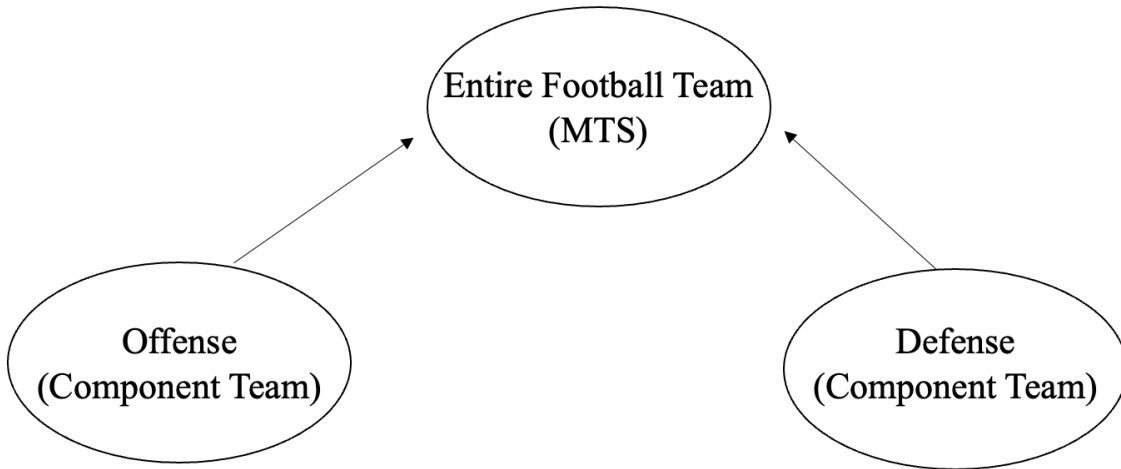 Entire Football Team
(MTS)
Offense
(Component Team)
Defense
(Component Team)